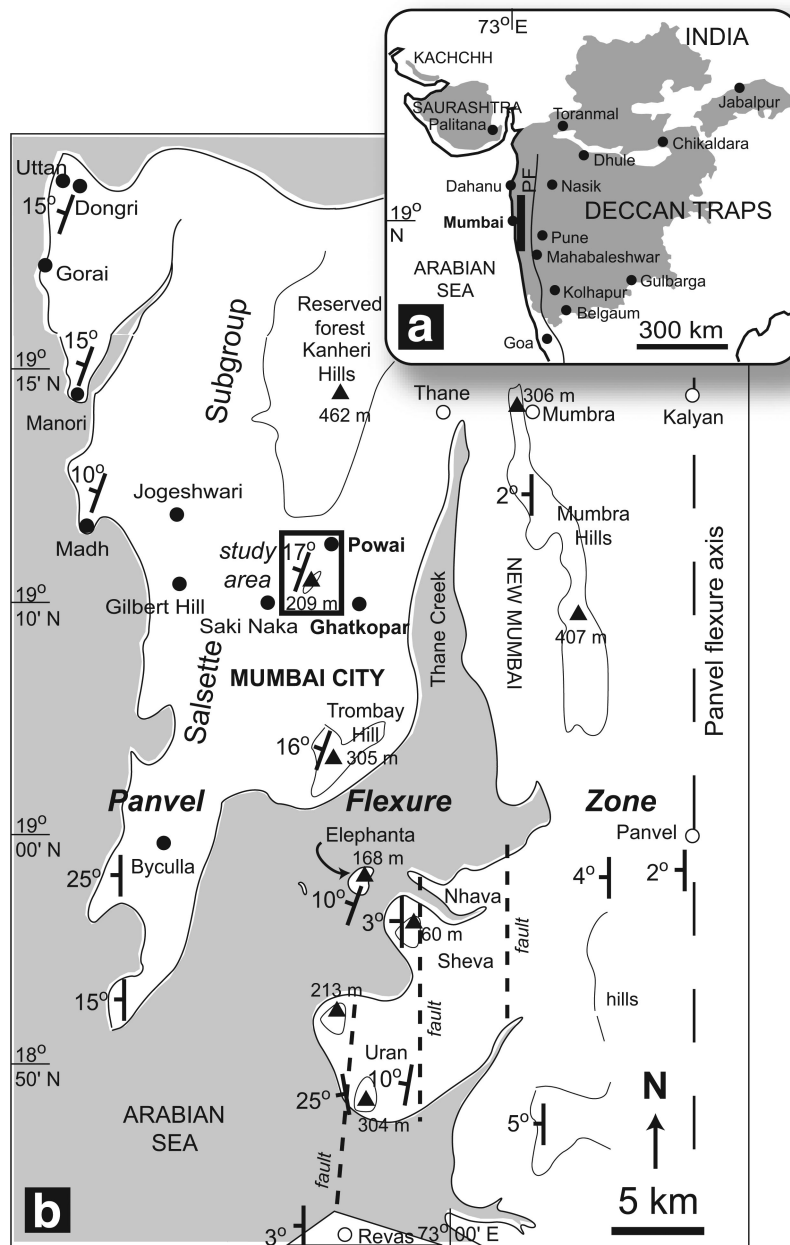 73° E
INDIA
KACHCHH
SAURASHTRA
Palitana
Toranmal
Jabalpur
Chikaldara
Dhule
Dahanu
PF
Nasik
19°
N
Mumbai
DECCAN TRAPS
Pune
Mahabaleshwar
ARABIAN
SEA
Gulbarga
Kolhapur
Belgaum
a
Goa
300 km
Uttan
15°
Dongri
Gorai
Subgroup
Reserved
forest
Kanheri
Hills
462 m
15°
19°
15' N
Manori
Thane
306 m
Mumbra
Kalyan
10°
Jogeshwari
2°
Mumbra
Hills
Madh
study
area
17°
Powai
209 m
Gilbert Hill
19°
10' N
Saki Naka
Ghatkopar
Thane Creek
NEW MUMBAI
407 m
Panvel flexure axis
Salsette
MUMBAI CITY
Trombay
Hill
16°
305 m
Panvel
Flexure
Zone
19°
00' N
Elephanta
168 m
Panvel
Byculla
25°
10°
Nhava
4°
2°
3°
60 m
fault
Sheva
15°
213 m
fault
hills
18°
50' N
Uran
10°
25°
304 m
N
ARABIAN
SEA
5°
fault
5 km
b
3°
Revas
73° 00' E